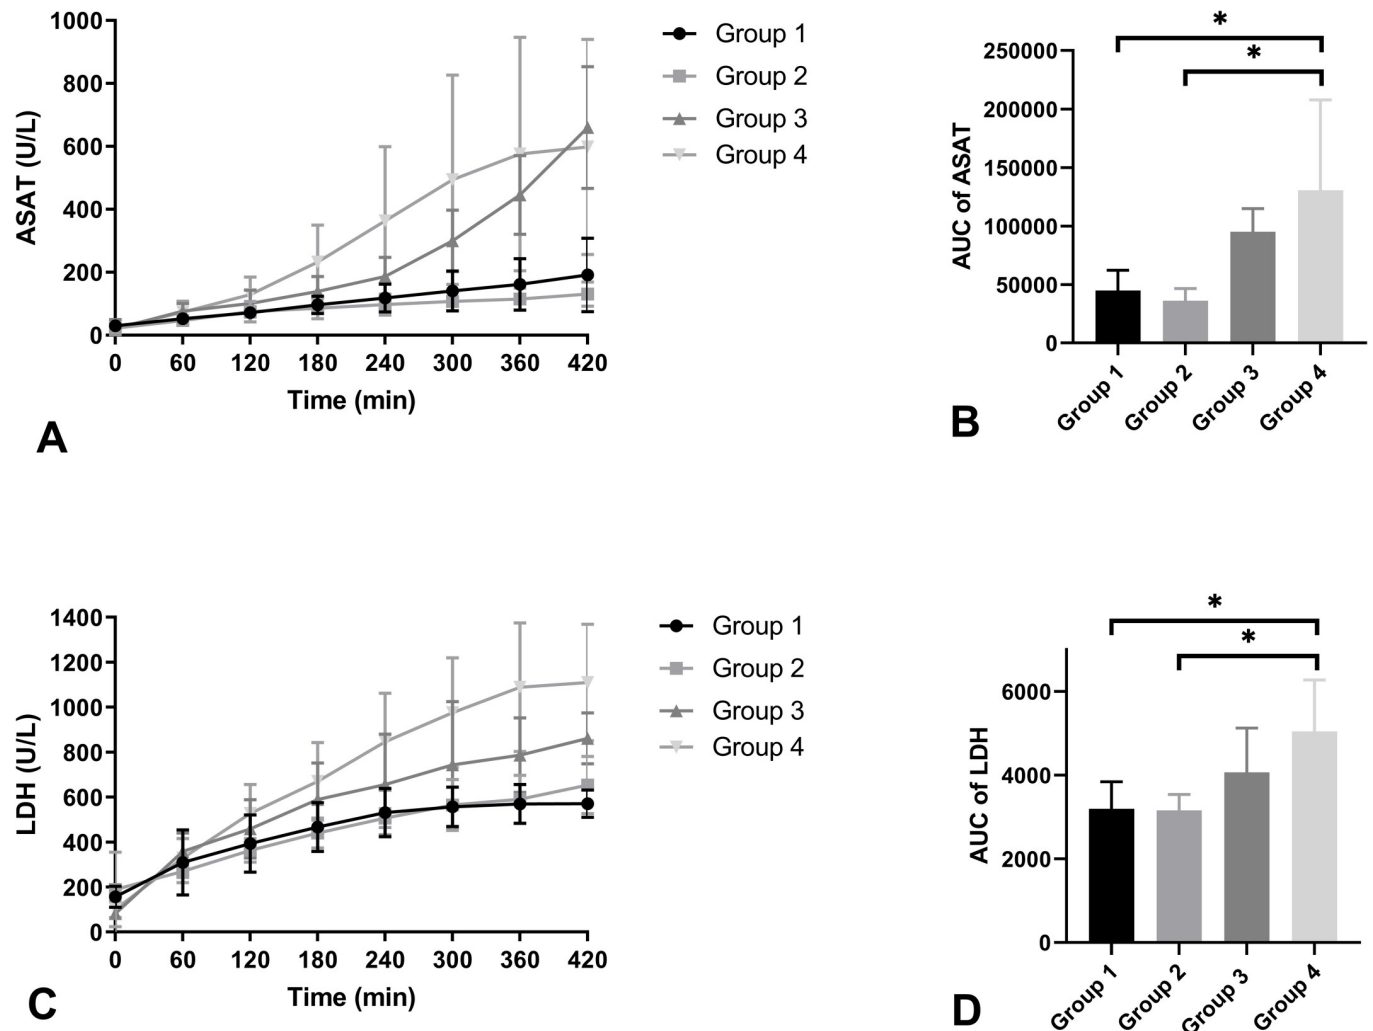 1000
800
600
400
200
0
ASAT (U/L)
0 60 120 180 240 300 360 420
Time (min)
Group 1
Group 2
Group 3
Group 4
A
*
*
250000
200000
150000
100000
50000
0
AUC of ASAT
Group 1 Group 2 Group 3 Group 4
B
1400
1200
1000
800
600
400
200
0
LDH (U/L)
0 60 120 180 240 300 360 420
Time (min)
Group 1
Group 2
Group 3
Group 4
C
*
*
6000
4000
2000
0
AUC of LDH
Group 1 Group 2 Group 3 Group 4
D